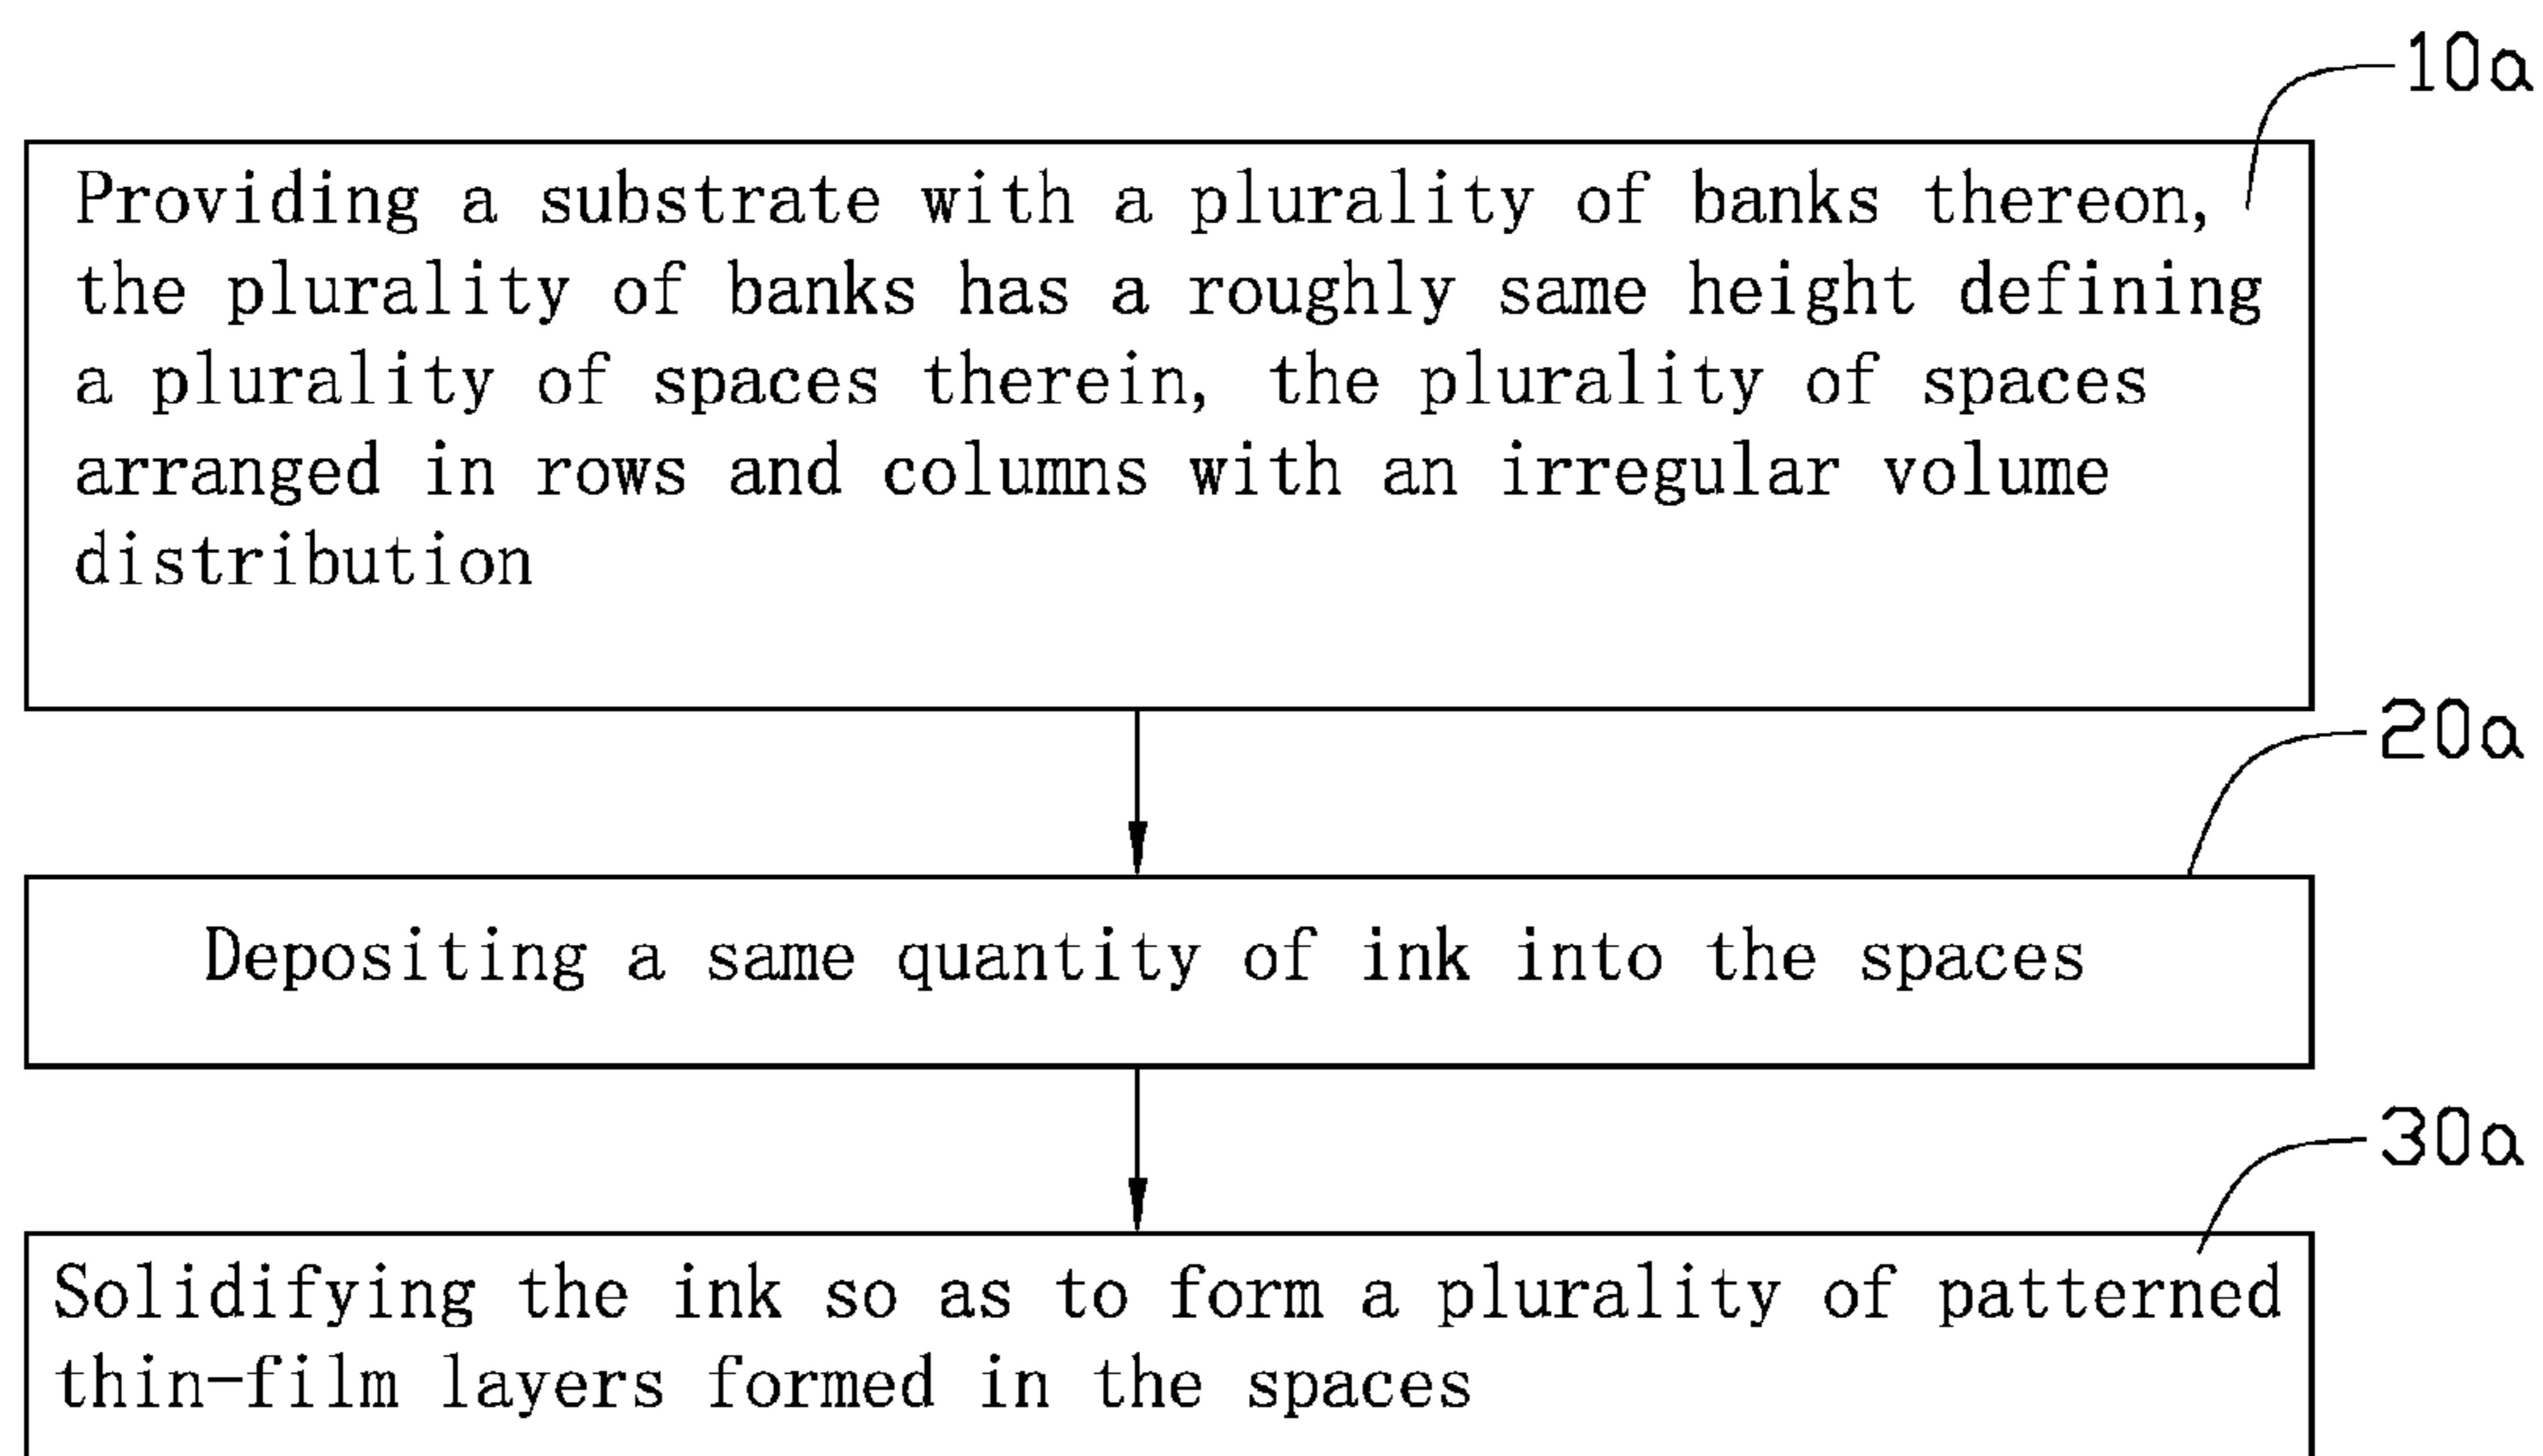 10a
Providing a substrate with a plurality of banks thereon,
the plurality of banks has a roughly same height defining
a plurality of spaces therein, the plurality of spaces
arranged in rows and columns with an irregular volume
distribution
20a
Depositing a same quantity of ink into the spaces
30a
Solidifying the ink so as to form a plurality of patterned
thin-film layers formed in the spaces